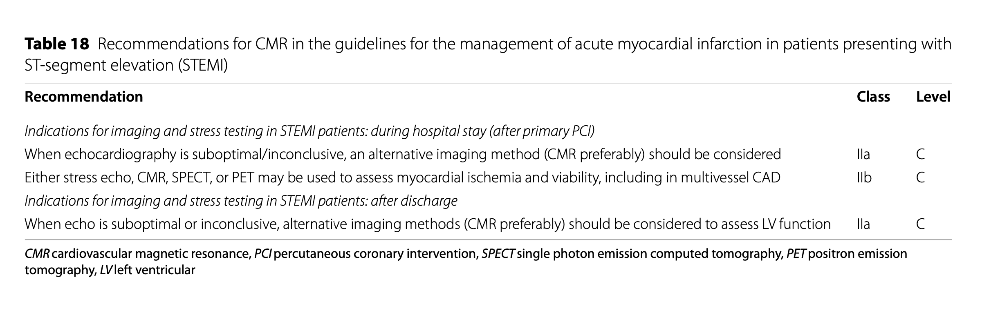 Table 18 Recommendations for CMR in the guidelines for the management of acute myocardial infarction in patients presenting with
ST-segment elevation (STEMI)
Recommendation Class Level
Indications for imaging and stress testing in STEMI patients: during hospital stay (after primary PCI)
When echocardiography is suboptimal/inconclusive, an alternative imaging method (CMR preferably) should be considered IIa C
Either stress echo, CMR, SPECT, or PET may be used to assess myocardial ischemia and viability, including in multivessel CAD IIb C
Indications for imaging and stress testing in STEMI patients: after discharge
When echo is suboptimal or inconclusive, alternative imaging methods (CMR preferably) should be considered to assess LV function IIa C
CMR cardiovascular magnetic resonance, PCI percutaneous coronary intervention, SPECT single photon emission computed tomography, PET positron emission
tomography, LV left ventricular